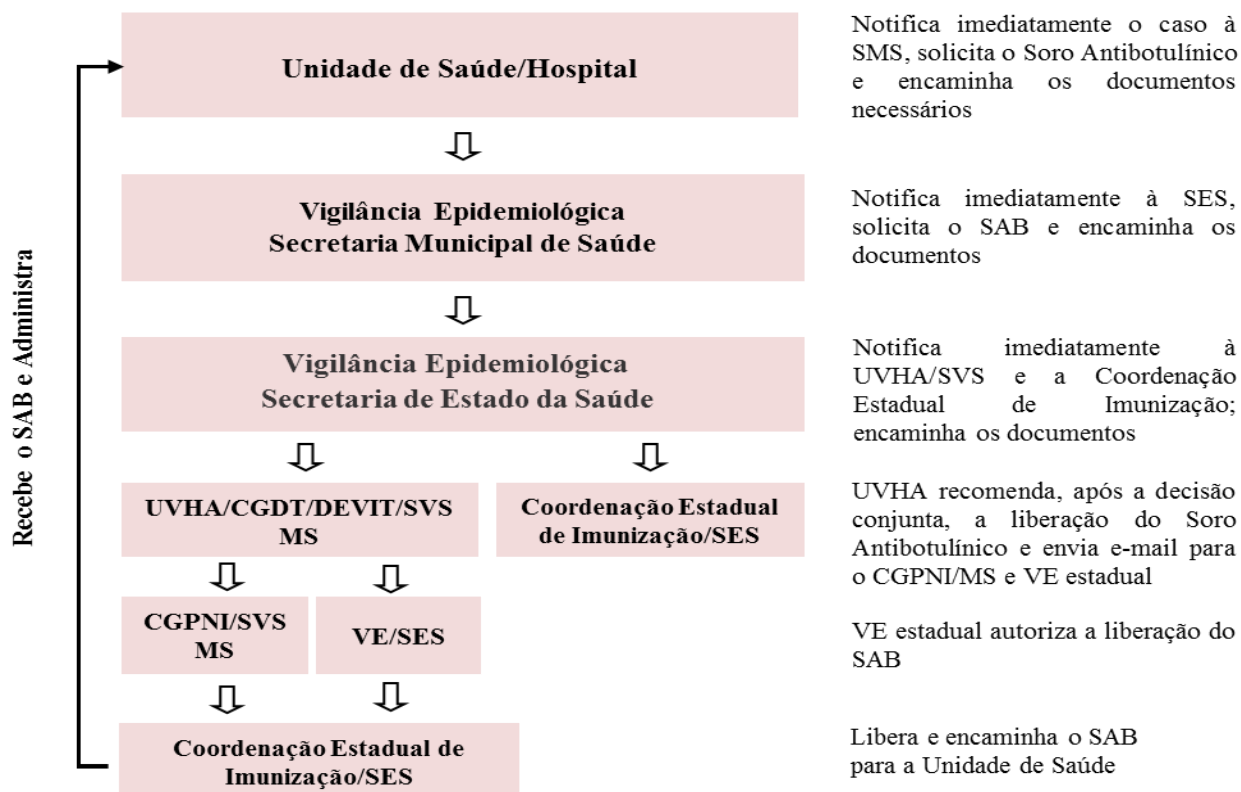 Unidade de Saúde/Hospital
Notifica imediatamente o caso à
SMS, solicita o Soro Antibotulínico
e encaminha os documentos
necessários
Vigilância Epidemiológica
Secretaria Municipal de Saúde
Notifica imediatamente à SES,
solicita o SAB e encaminha os
documentos
Recebe o SAB e Administra
Vigilância Epidemiológica
Secretaria de Estado da Saúde
Notifica imediatamente à
UVHA/SVS e a Coordenação
Estadual de Imunização;
encaminha os documentos
UVHA/CGDT/DEVIT/SVS
MS
Coordenação Estadual
de Imunização/SES
UVHA recomenda, após a decisão
conjunta, a liberação do Soro
Antibotulínico e envia e-mail para
o CGPNI/MS e VE estadual
CGPNI/SVS
MS
VE/SES
VE estadual autoriza a liberação do
SAB
Coordenação Estadual de
Imunização/SES
Libera e encaminha o SAB
para a Unidade de Saúde